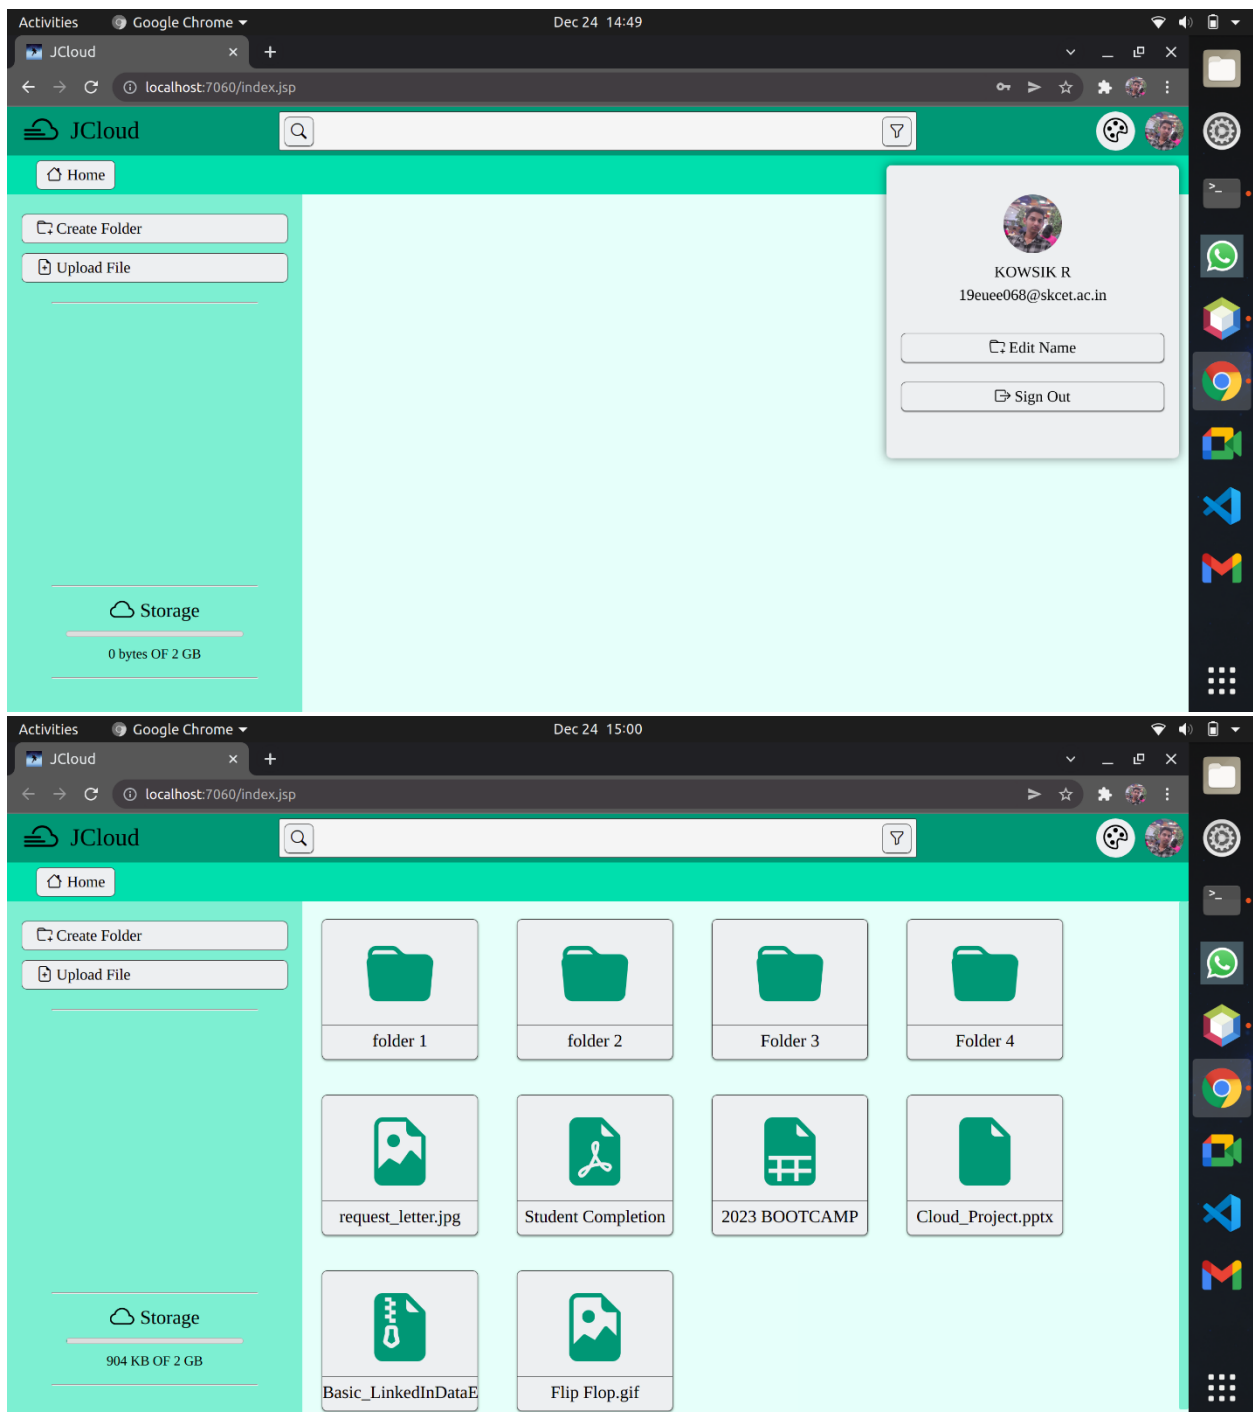 Activities Google Chrome Dec 24 14:49
JCloud
localhost:7060/index.jsp
JCloud
Home
Create Folder
Upload File
KOWSIK R
19euee068@skcet.ac.in
Edit Name
Sign Out
Storage
0 bytes OF 2 GB
Activities Google Chrome Dec 24 15:00
JCloud
localhost:7060/index.jsp
JCloud
Home
Create Folder
Upload File
folder 1 folder 2 Folder 3 Folder 4
request_letter.jpg Student Completion 2023 BOOTCAMP Cloud_Project.pptx
Storage
904 KB OF 2 GB
Basic_LinkedInDataE Flip Flop.gif